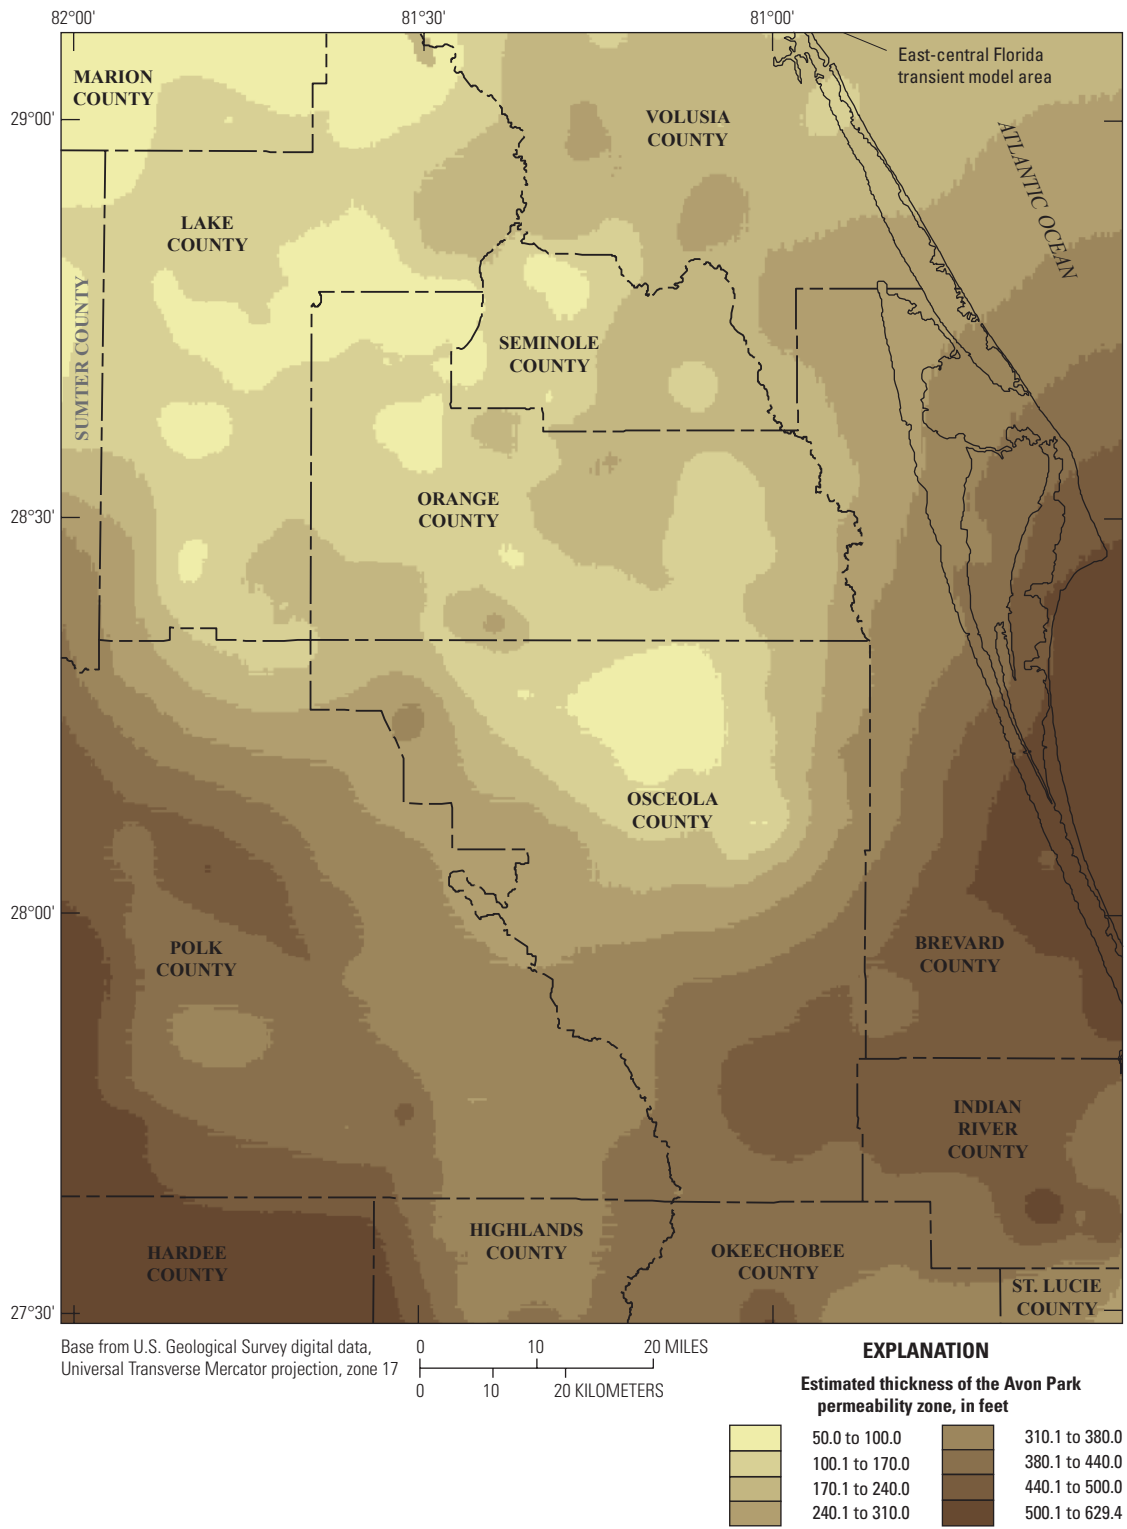 82°00'
81°30'
81°00'
East-central Florida
transient model area
MARION
COUNTY
29°00'
VOLUSIA
COUNTY
ATLANTIC OCEAN
LAKE
COUNTY
SUMTER COUNTY
SEMINOLE
COUNTY
ORANGE
COUNTY
28°30'
OSCEOLA
COUNTY
28°00'
POLK
COUNTY
BREVARD
COUNTY
INDIAN
RIVER
COUNTY
HIGHLANDS
COUNTY
HARDEE
COUNTY
OKEECHOBEE
COUNTY
ST. LUCIE
COUNTY
27°30'
Base from U.S. Geological Survey digital data,
Universal Transverse Mercator projection, zone 17
0 10 20 MILES
0 10 20 KILOMETERS
EXPLANATION
Estimated thickness of the Avon Park
permeability zone, in feet
50.0 to 100.0
100.1 to 170.0
170.1 to 240.0
240.1 to 310.0
310.1 to 380.0
380.1 to 440.0
440.1 to 500.0
500.1 to 629.4